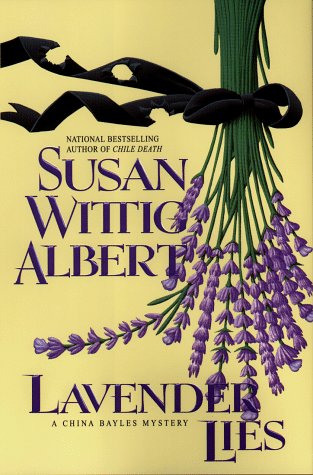 NATIONAL BESTSELLING
AUTHOR OF CHILE DEATH
SUSAN
WITTIG
ALBERT
LAVENDER
A CHINA BAYLES MYSTERY
LIES